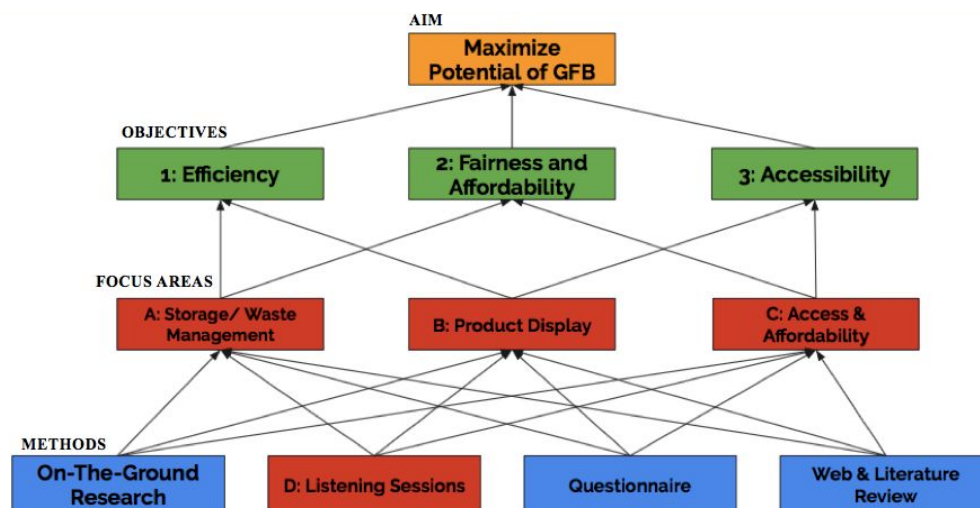 AIM
Maximize
Potential of GFB
OBJECTIVES
1: Efficiency
2: Fairness and
Affordability
3: Accessibility
FOCUS AREAS
A: Storage/ Waste
Management
B: Product Display
C: Access &
Affordability
METHODS
On-The-Ground
Research
D: Listening Sessions
Questionnaire
Web & Literature
Review